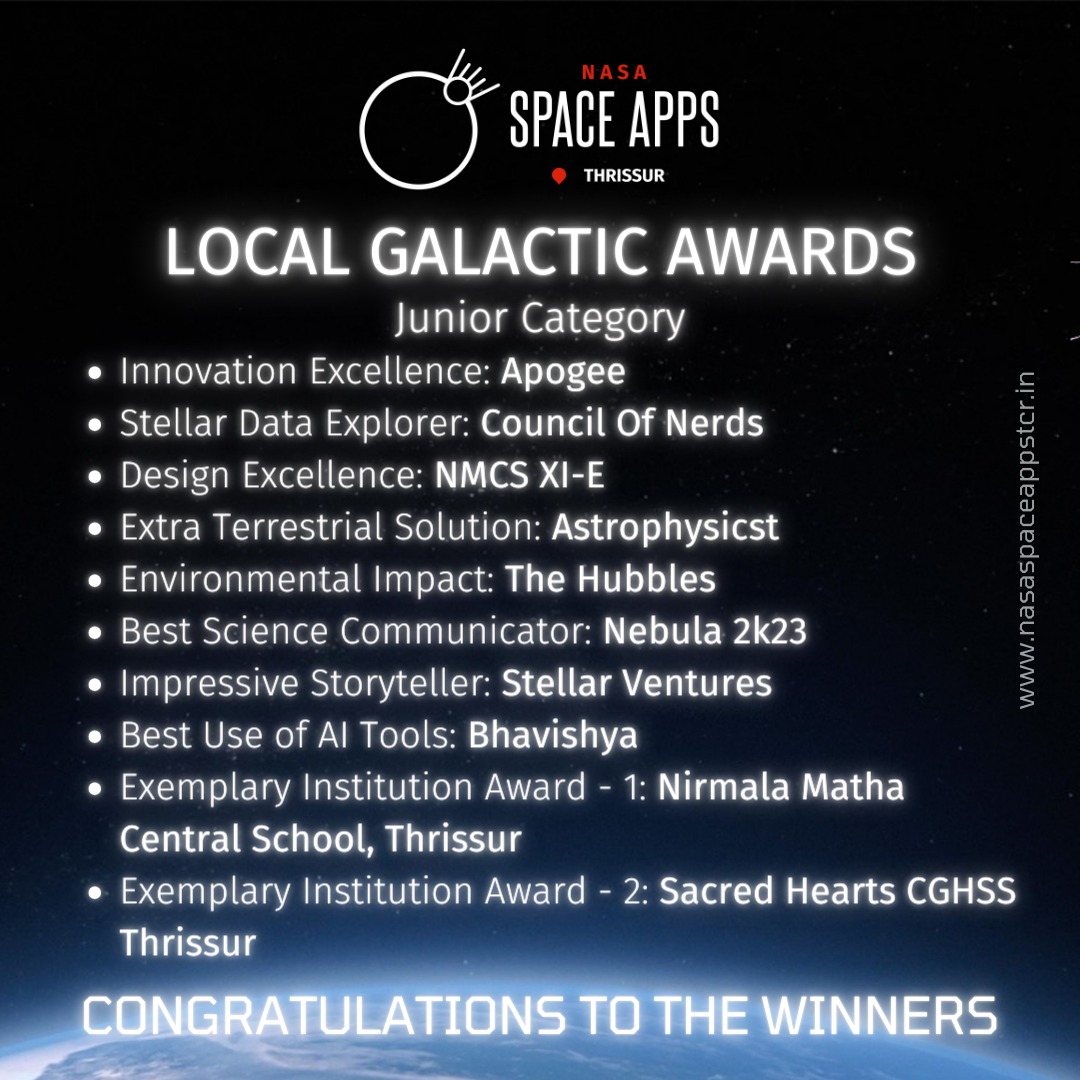 NASA
SPACE APPS
THRISSUR
LOCAL GALACTIC AWARDS
Junior Category
• Innovation Excellence: Apogee
• Stellar Data Explorer: Council Of Nerds
• Design Excellence: NMCS XI-E
• Extra Terrestrial Solution: Astrophysicst
• Environmental Impact: The Hubbles
• Best Science Communicator: Nebula 2k23
• Impressive Storyteller: Stellar Ventures
• Best Use of AI Tools: Bhavishya
• Exemplary Institution Award - 1: Nirmala Matha
Central School, Thrissur
• Exemplary Institution Award - 2: Sacred Hearts CGHSS
Thrissur
CONGRATULATIONS TO THE WINNERS
www.nasaspaceappstcr.in